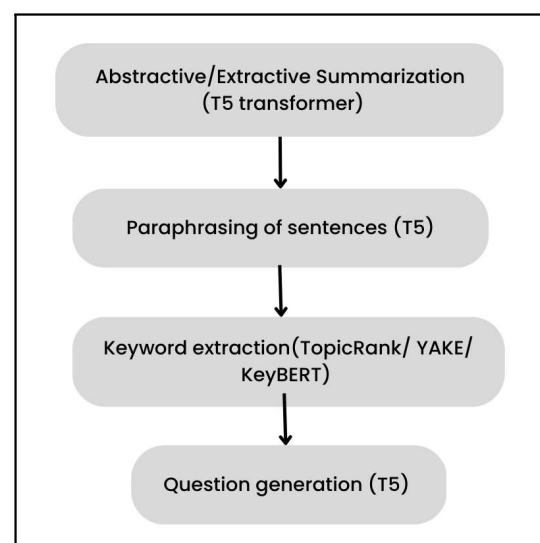 Abstractive/Extractive Summarization
(T5 transformer)
Paraphrasing of sentences (T5)
Keyword extraction(TopicRank/ YAKE/
KeyBERT)
Question generation (T5)